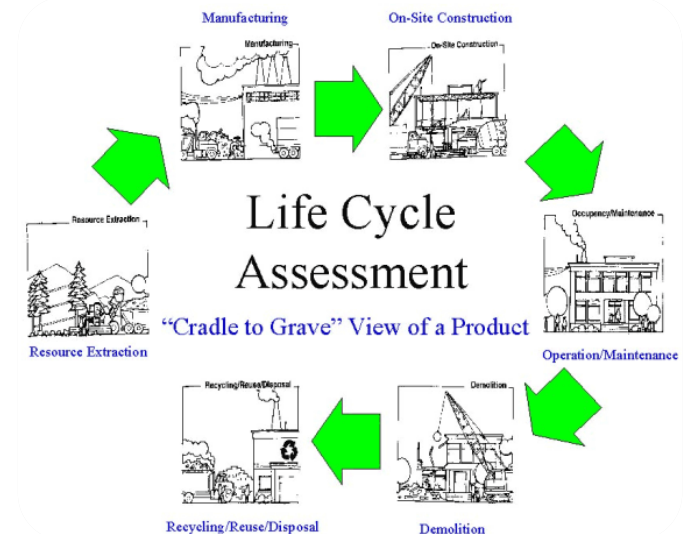 Manufacturing
On-Site Construction
Manufacturing
On-Site Construction
Resource Extraction
Life Cycle
Assessment
Occupancy/Maintenance
“Cradle to Grave” View of a Product
Resource Extraction
Operation/Maintenance
Recycling/Reuse/Disposal
Demolition
Recycling/Reuse/Disposal
Demolition